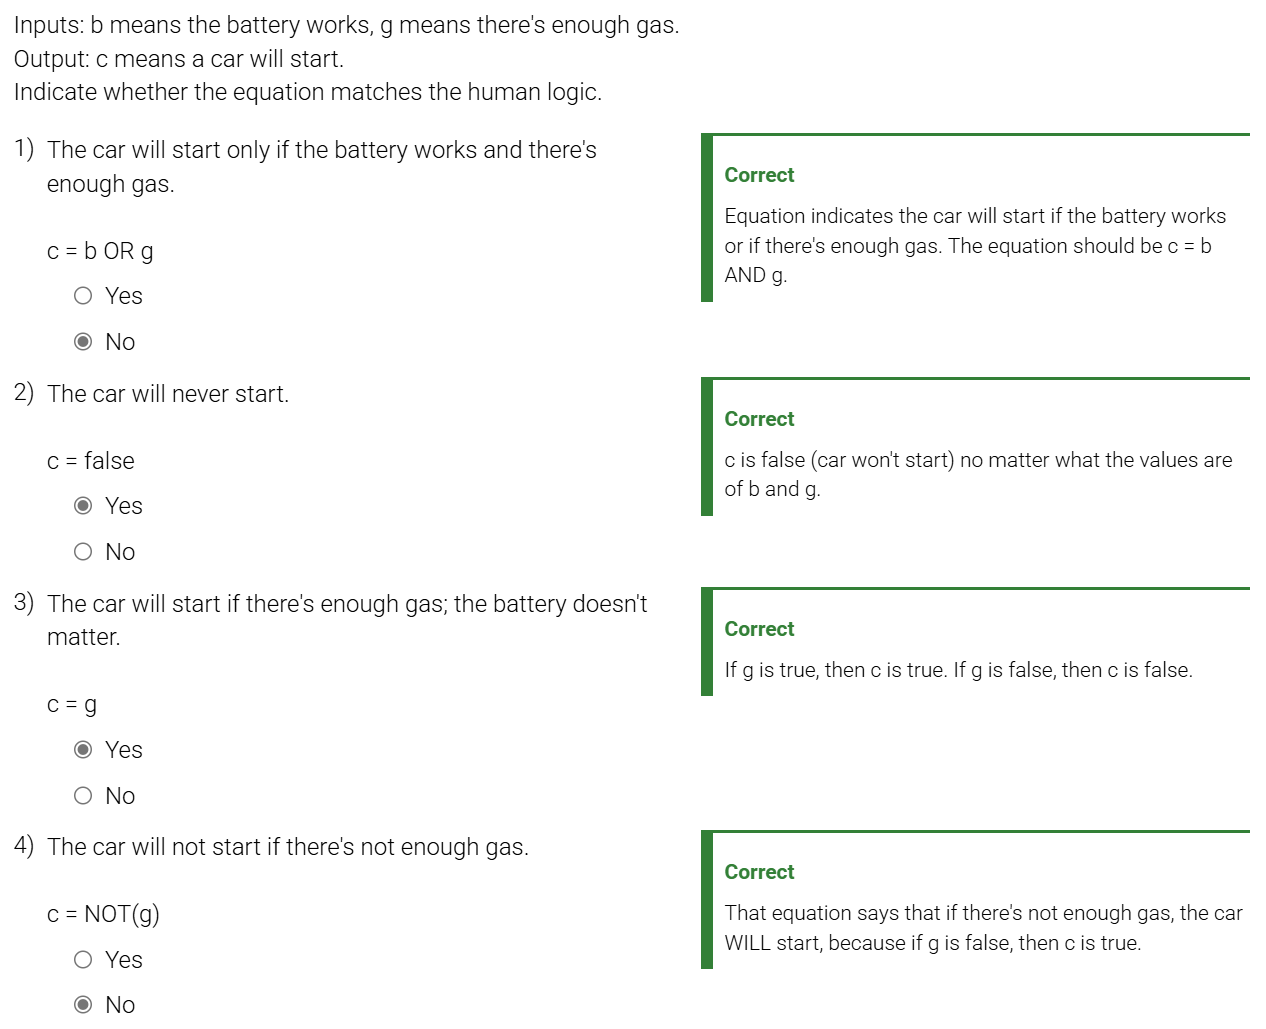 Inputs: b means the battery works, g means there's enough gas.
Output: c means a car will start.
Indicate whether the equation matches the human logic.
1) The car will start only if the battery works and there's
enough gas.
c = b OR g
Yes
No
Correct
Equation indicates the car will start if the battery works
or if there's enough gas. The equation should be c = b
AND g.
2) The car will never start.
c = false
Yes
No
Correct
c is false (car won't start) no matter what the values are
of b and g.
3) The car will start if there's enough gas; the battery doesn't
matter.
c = g
Yes
No
Correct
If g is true, then c is true. If g is false, then c is false.
4) The car will not start if there's not enough gas.
c = NOT(g)
Yes
No
Correct
That equation says that if there's not enough gas, the car
WILL start, because if g is false, then c is true.